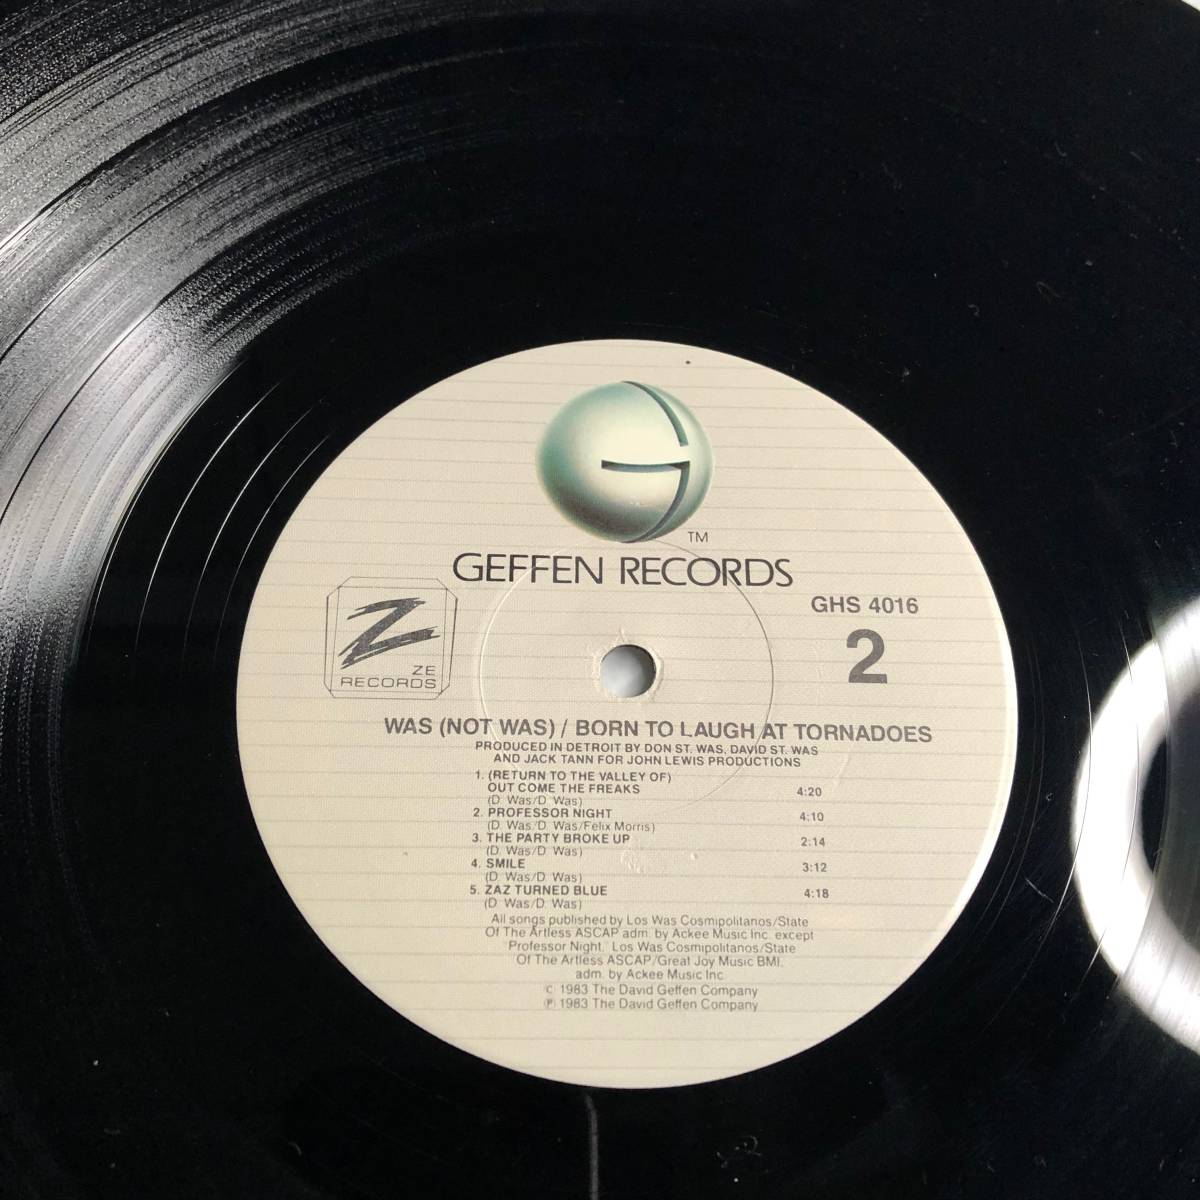 TM
GEFFEN RECORDS
Z
ZE
RECORDS
GHS 4016
2
WAS (NOT WAS) / BORN TO LAUGH AT TORNADOES
PRODUCED IN DETROIT BY DON ST. WAS, DAVID ST. WAS
AND JACK TANN FOR JOHN LEWIS PRODUCTIONS
1. (RETURN TO THE VALLEY OF)
OUT COME THE FREAKS 4:20
(D. Was/D. Was)
2. PROFESSOR NIGHT 4:10
(D. Was/D. Was/Felix Morris)
3. THE PARTY BROKE UP 2:14
(D. Was/D. Was)
4. SMILE 3:12
(D. Was/D. Was)
5. ZAZ TURNED BLUE 4:18
(D. Was/D. Was)
All songs published by Los Was Cosmipolitanos/State
Of The Artless ASCAP adm. by Ackee Music Inc. except
"Professor Night," Los Was Cosmipolitanos/State
Of The Artless ASCAP/Great Joy Music BMI,
adm. by Ackee Music Inc.
© 1983 The David Geffen Company
℗ 1983 The David Geffen Company